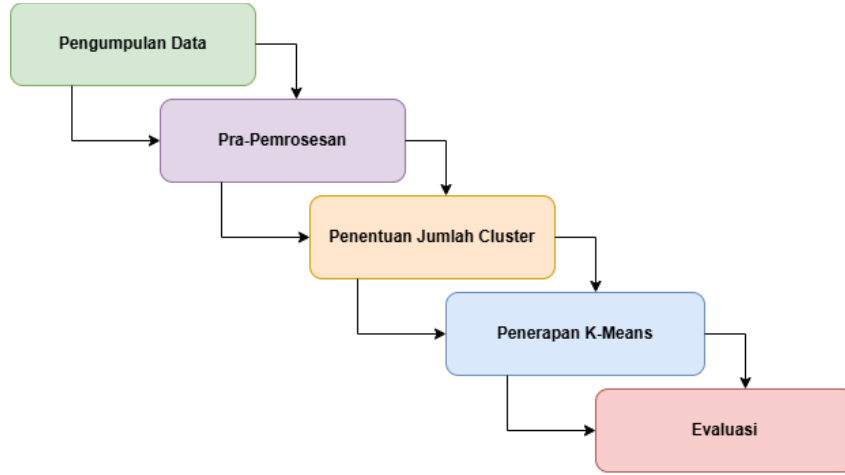 Pengumpulan Data
Pra-Pemrosesan
Penentuan Jumlah Cluster
Penerapan K-Means
Evaluasi